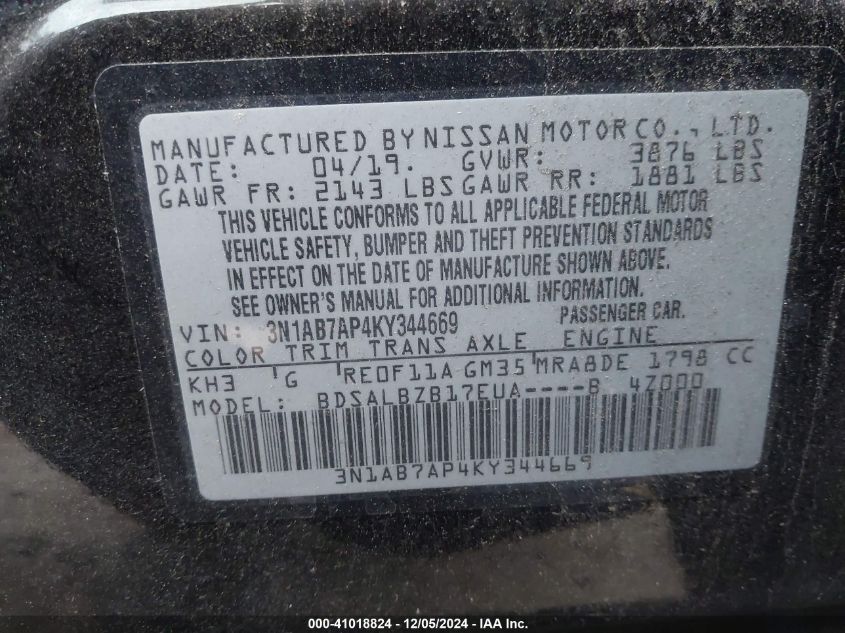 MANUFACTURED BY NISSAN MOTOR CO., LTD.
DATE: 04/19. GVWR: 3876 LBS
GAWR FR: 2143 LBS GAWR RR: 1881 LBS
THIS VEHICLE CONFORMS TO ALL APPLICABLE FEDERAL MOTOR
VEHICLE SAFETY, BUMPER AND THEFT PREVENTION STANDARDS
IN EFFECT ON THE DATE OF MANUFACTURE SHOWN ABOVE.
SEE OWNER'S MANUAL FOR ADDITIONAL INFORMATION.
VIN: 3N1AB7AP4KY344669 PASSENGER CAR.
COLOR TRIM TRANS AXLE ENGINE
KH3 G RE0F11A GM35 MRA8DE 1798 CC
MODEL: BDSALBZB17EUA----B 4Z000
3N1AB7AP4KY344669
000-41018824 - 12/05/2024 - IAA Inc.